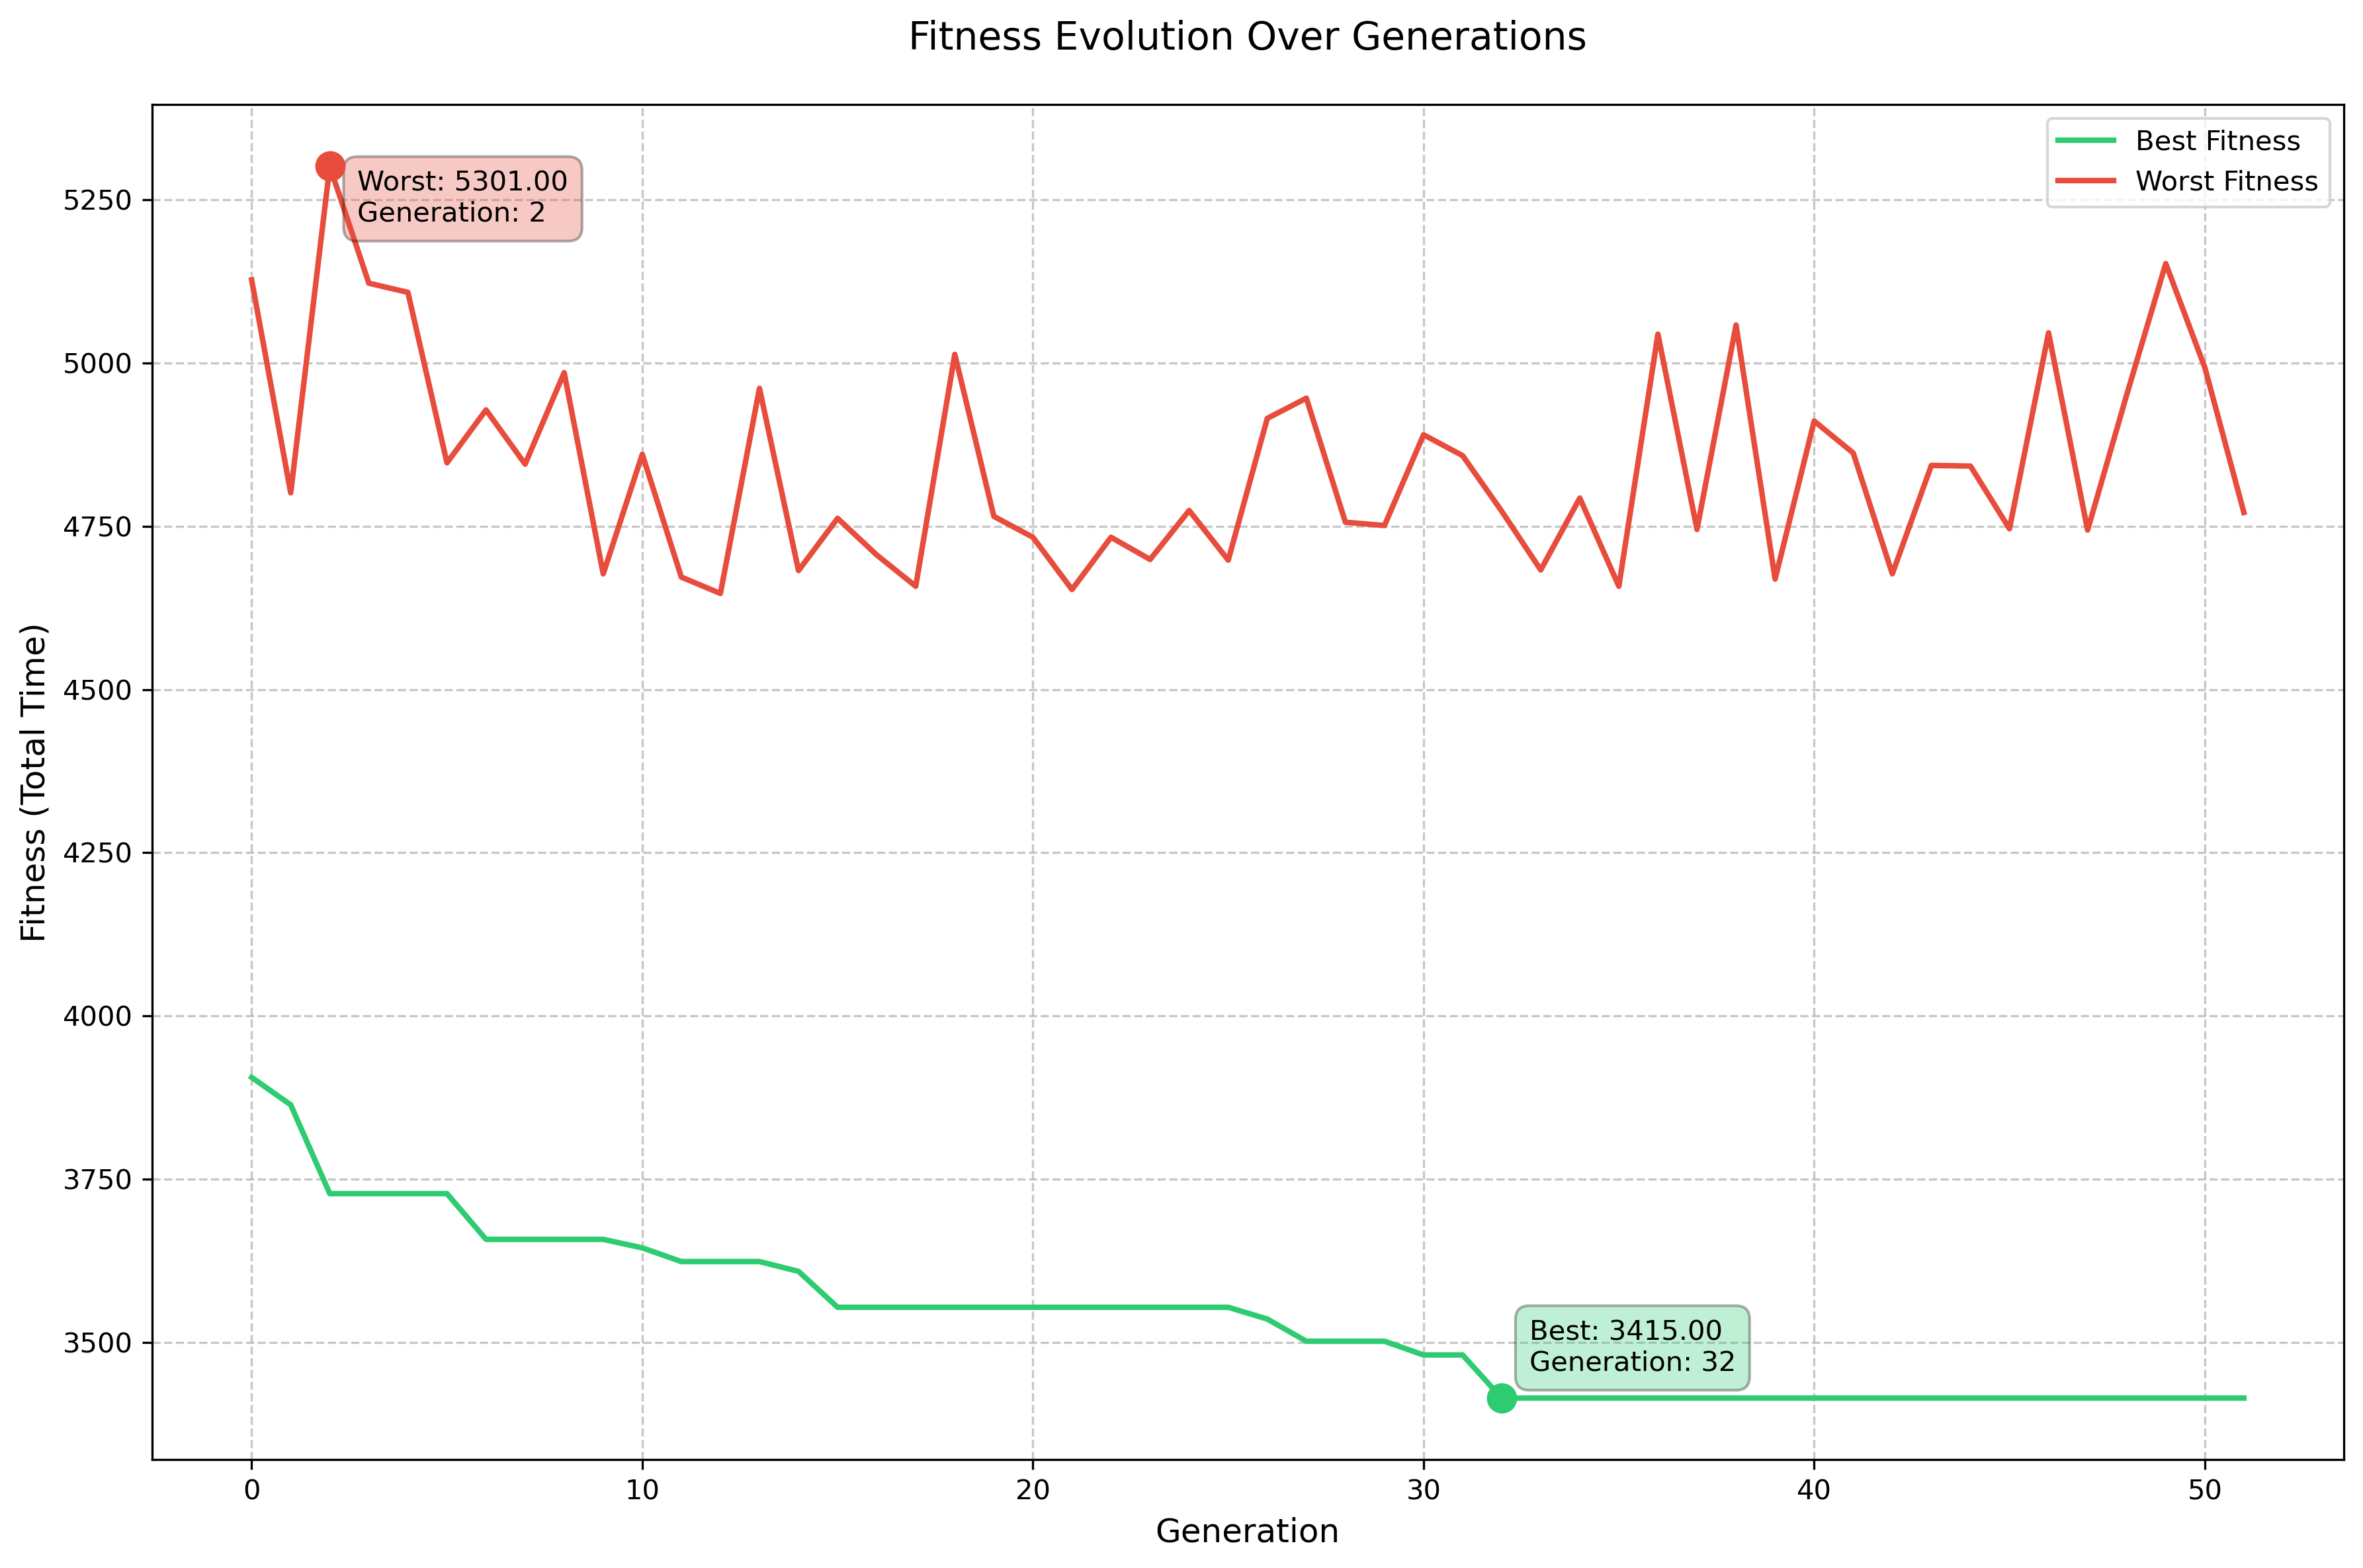 Fitness Evolution Over Generations
Best Fitness
Worst Fitness
Worst: 5301.00
Generation: 2
5250
5000
4750
4500
4250
4000
3750
3500
Fitness (Total Time)
Best: 3415.00
Generation: 32
0
10
20
30
40
50
Generation